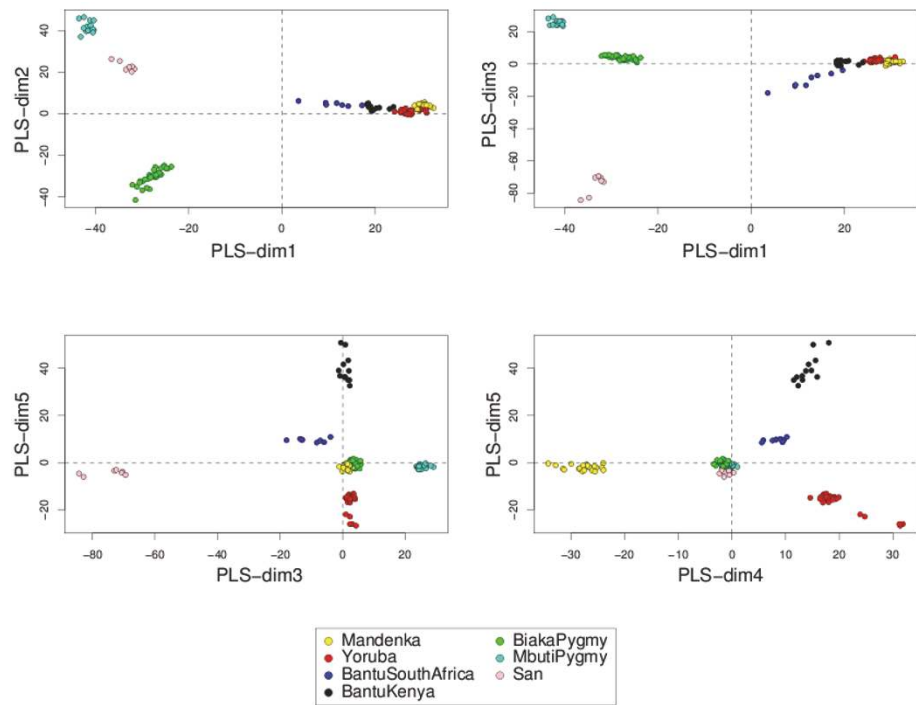 40
20
0
−20
−40
PLS−dim2
−40
−20
0
20
PLS−dim1
20
0
−20
−40
−60
−80
PLS−dim3
−40
−20
0
20
PLS−dim1
40
20
0
−20
PLS−dim5
−80
−60
−40
−20
0
20
PLS−dim3
40
20
0
−20
PLS−dim5
−30
−20
−10
0
10
20
30
PLS−dim4
Mandenka
Yoruba
BantuSouthAfrica
BantuKenya
BiakaPygmy
MbutiPygmy
San